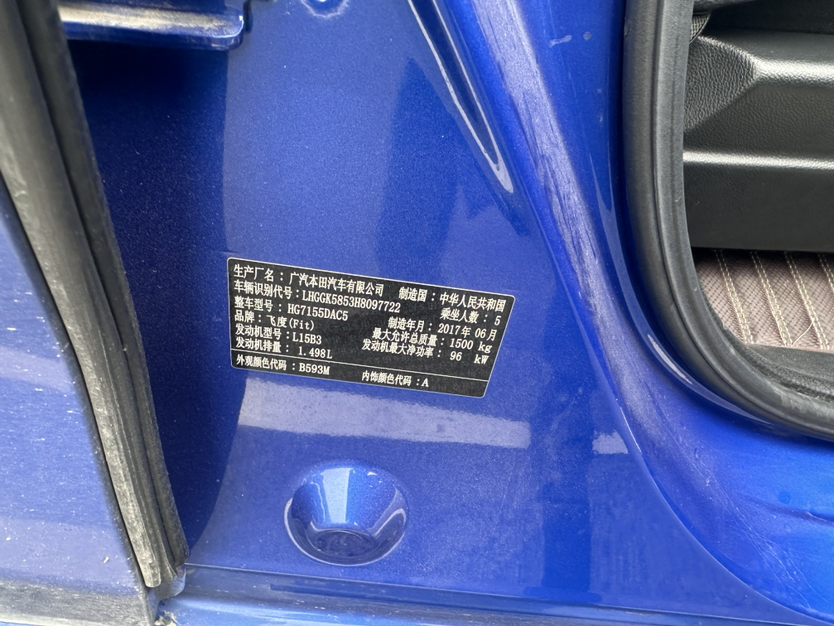 生产厂名：广汽本田汽车有限公司 制造国：中华人民共和国
车辆识别代号：LHGGK5853H8097722 乘坐人数：5
整车型号：HG7155DAC5 制造年月：2017年06月
品牌：飞度(Fit) 最大允许总质量：1500 kg
发动机型号：L15B3 发动机最大净功率：96 kW
发动机排量：1.498L
外观颜色代码：B593M 内饰颜色代码：A